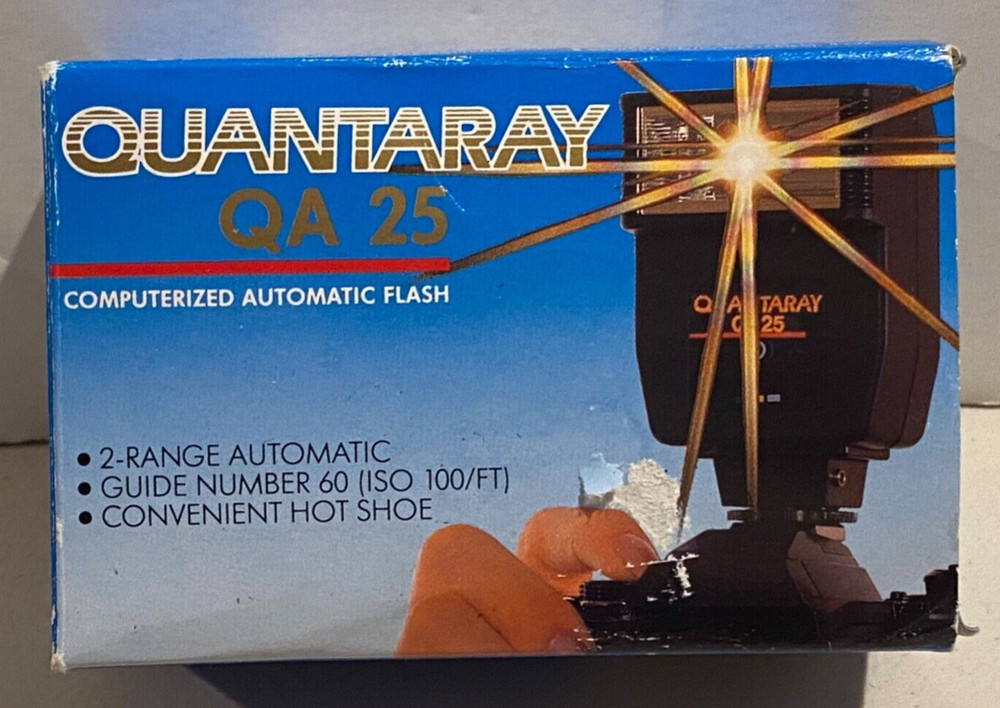 QUANTARAY
QA 25
COMPUTERIZED AUTOMATIC FLASH
• 2-RANGE AUTOMATIC
• GUIDE NUMBER 60 (ISO 100/FT)
• CONVENIENT HOT SHOE
QUANTARAY
QA 25